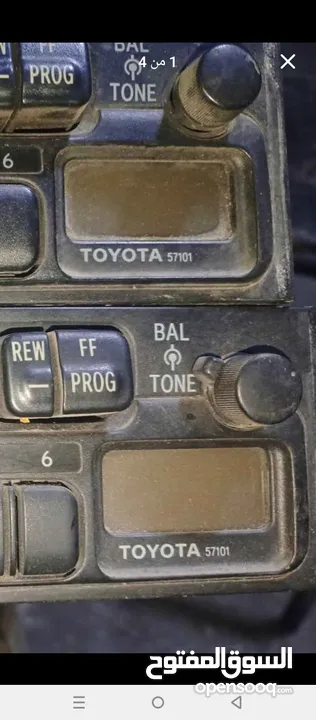 1 من 4
REW
FF
PROG
BAL
TONE
6
TOYOTA 57101
REW
FF
PROG
BAL
TONE
6
TOYOTA 57101
السوق المفتوح
opensooq.com